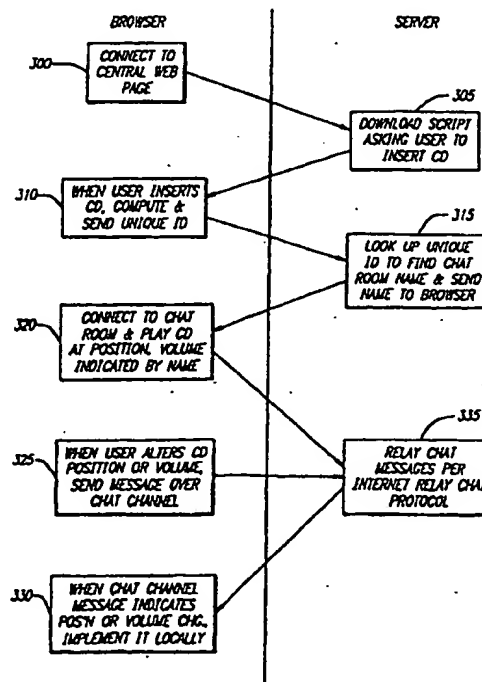 BROWSER
SERVER
300
CONNECT TO
CENTRAL WEB
PAGE
305
DOWNLOAD SCRIPT
ASKING USER TO
INSERT CD
310
WHEN USER INSERTS
CD, COMPUTE &
SEND UNIQUE ID
315
LOOK UP UNIQUE
ID TO FIND CHAT
ROOM NAME & SEND
NAME TO BROWSER
320
CONNECT TO CHAT
ROOM & PLAY CD
AT POSITION, VOLUME
INDICATED BY NAME
325
WHEN USER ALTERS CD
POSITION OR VOLUME,
SEND MESSAGE OVER
CHAT CHANNEL
335
RELAY CHAT
MESSAGES PER
INTERNET RELAY CHAT
PROTOCOL
330
WHEN CHAT CHANNEL
MESSAGE INDICATES
POS'N OR VOLUME CHG.,
IMPLEMENT IT LOCALLY